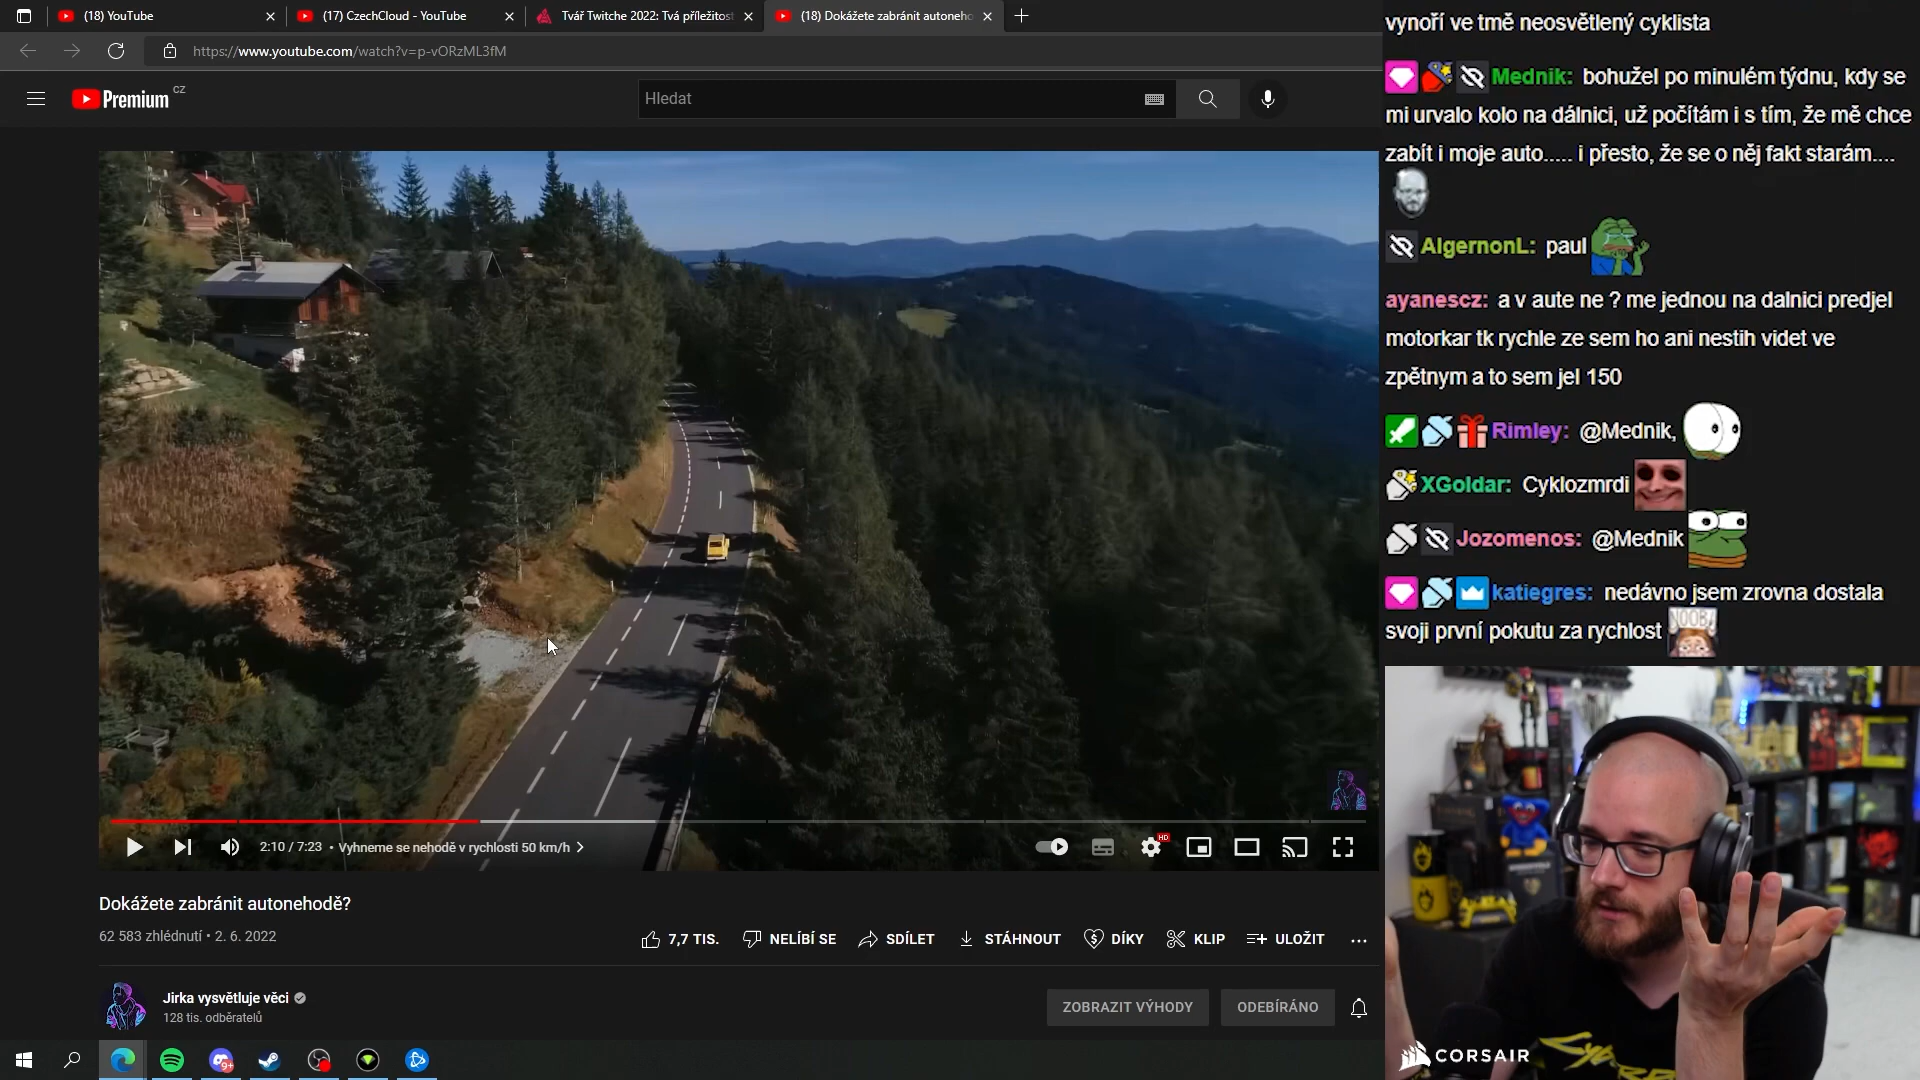 (18) YouTube
(17) CzechCloud - YouTube
Tvář Twitche 2022: Tvá příležitost
(18) Dokážete zabránit autoneho
https://www.youtube.com/watch?v=p-vORzML3fM
Premium CZ
Hledat
2:10 / 7:23 • Vyhneme se nehodě v rychlosti 50 km/h
HD
Dokážete zabránit autonehodě?
62 583 zhlédnutí • 2. 6. 2022
7,7 TIS.
NELÍBÍ SE
SDÍLET
STÁHNOUT
DÍKY
KLIP
ULOŽIT
Jirka vysvětluje věci
128 tis. odběratelů
ZOBRAZIT VÝHODY
ODEBÍRÁNO
9+
vynoří ve tmě neosvětlený cyklista
Mednik: bohužel po minulém týdnu, kdy se
mi urvalo kolo na dálnici, už počítám i s tím, že mě chce
zabít i moje auto..... i přesto, že se o něj fakt starám....
AlgernonL: paul
ayanescz: a v aute ne ? me jednou na dalnici predjel
motorkar tk rychle ze sem ho ani nestih videt ve
zpětnym a to sem jel 150
Rimley: @Mednik,
XGoldar: Cyklozmrdi
Jozomenos: @Mednik
katiegres: nedávno jsem zrovna dostala
svoji první pokutu za rychlost
NOOB!
CORSAIR